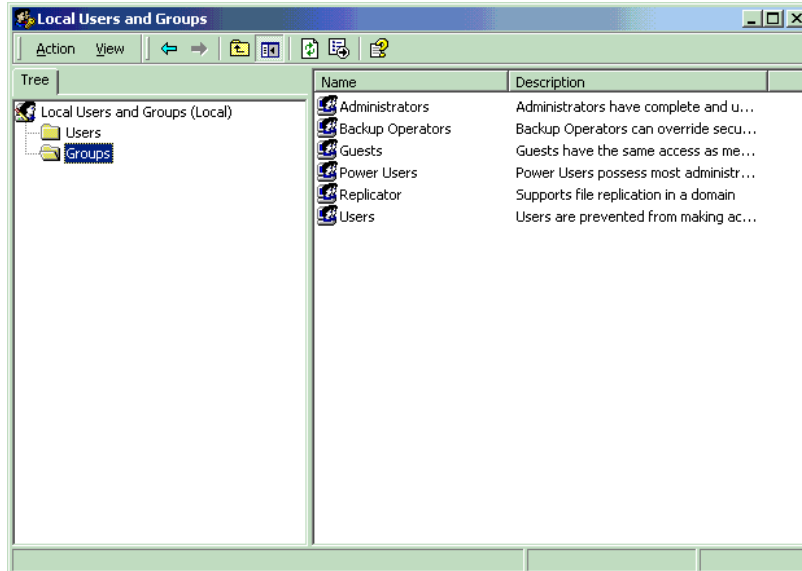 Local Users and Groups
Action View
Tree
Local Users and Groups (Local)
Users
Groups
Name Description
Administrators Administrators have complete and u...
Backup Operators Backup Operators can override secu...
Guests Guests have the same access as me...
Power Users Power Users possess most administr...
Replicator Supports file replication in a domain
Users Users are prevented from making ac...